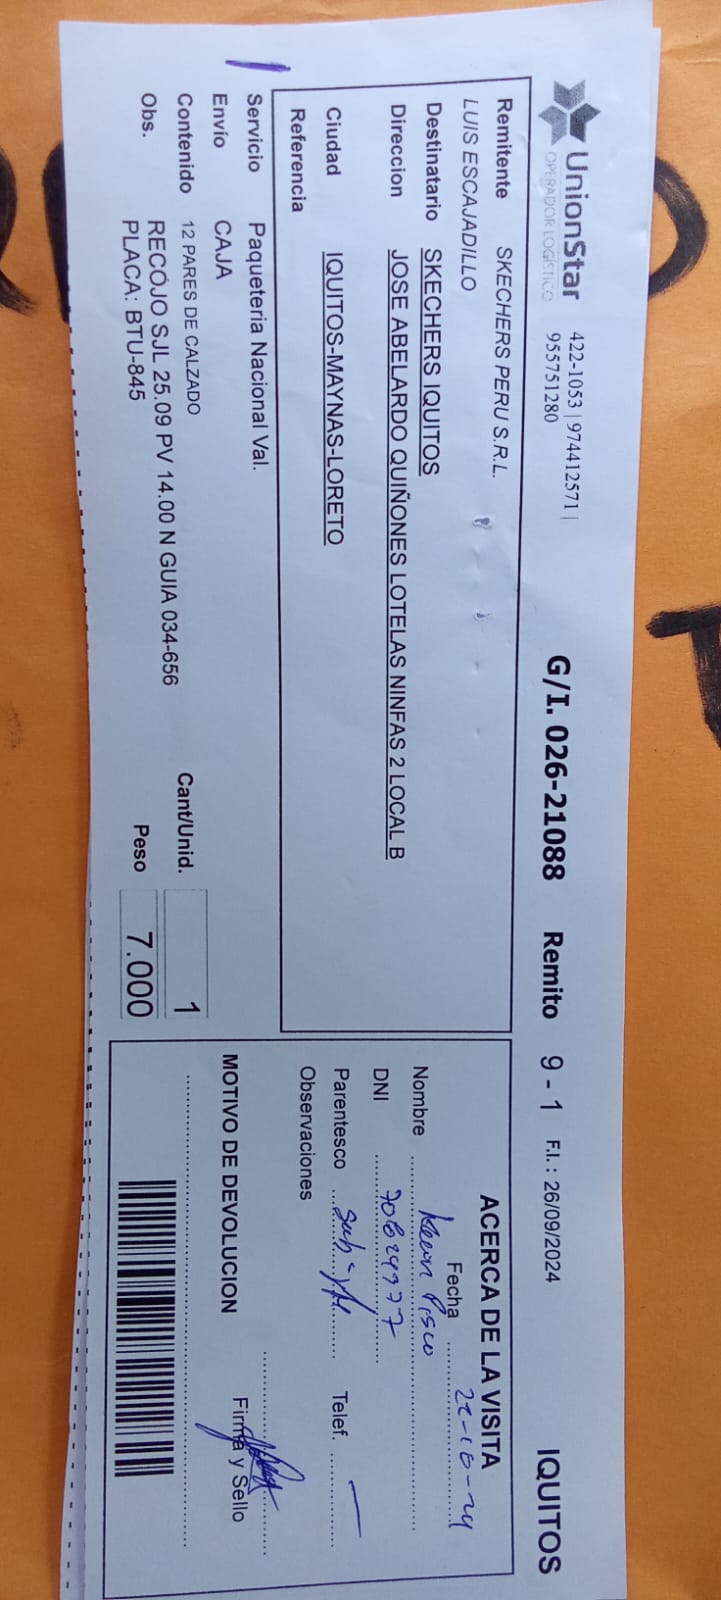 UnionStar
OPERADOR LOGÍSTICO
422-1053 | 974412571 |
955751280
G/I. 026-21088
Remito 9 - 1
F.I.: 26/09/2024
IQUITOS
Remitente SKECHERS PERU S.R.L.
LUIS ESCAJADILLO
Destinatario SKECHERS IQUITOS
Direccion JOSE ABELARDO QUIÑONES LOTELAS NINFAS 2 LOCAL B
Ciudad IQUITOS-MAYNAS-LORETO
Referencia
Servicio Paqueteria Nacional Val.
Envío CAJA
Contenido 12 PARES DE CALZADO
Obs. RECOJO SJL 25.09 PV 14.00 N GUIA 034-656
PLACA: BTU-845
Cant/Unid. 1
Peso 7.000
ACERCA DE LA VISITA
Fecha 22-10-24
Nombre Kevin Pisco
DNI
Parentesco
Telef. —
Observaciones
MOTIVO DE DEVOLUCION
Firma y Sello